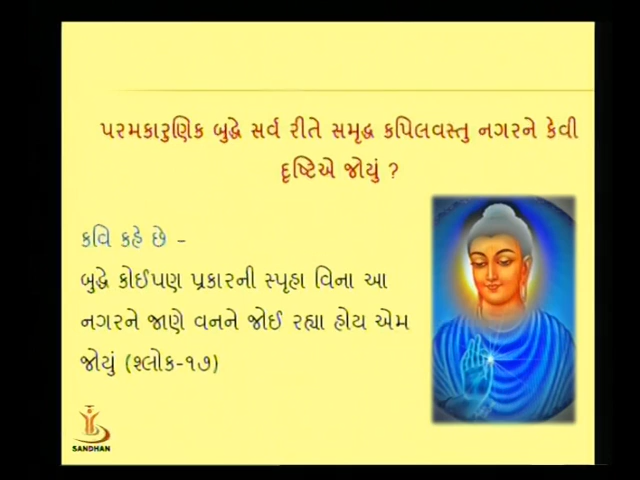 પરમકારુણિક બુદ્ધે સર્વ રીતે સમૃદ્ધ કપિલવસ્તુ નગરને કેવી
દૃષ્ટિએ જોયું ?
કવિ કહે છે -
બુદ્ધે કોઈપણ પ્રકારની સ્પૃહા વિના આ
નગરને જાણે વનને જોઈ રહ્યા હોય એમ
જોયું (શ્લોક-૧૭)
SANDHAN